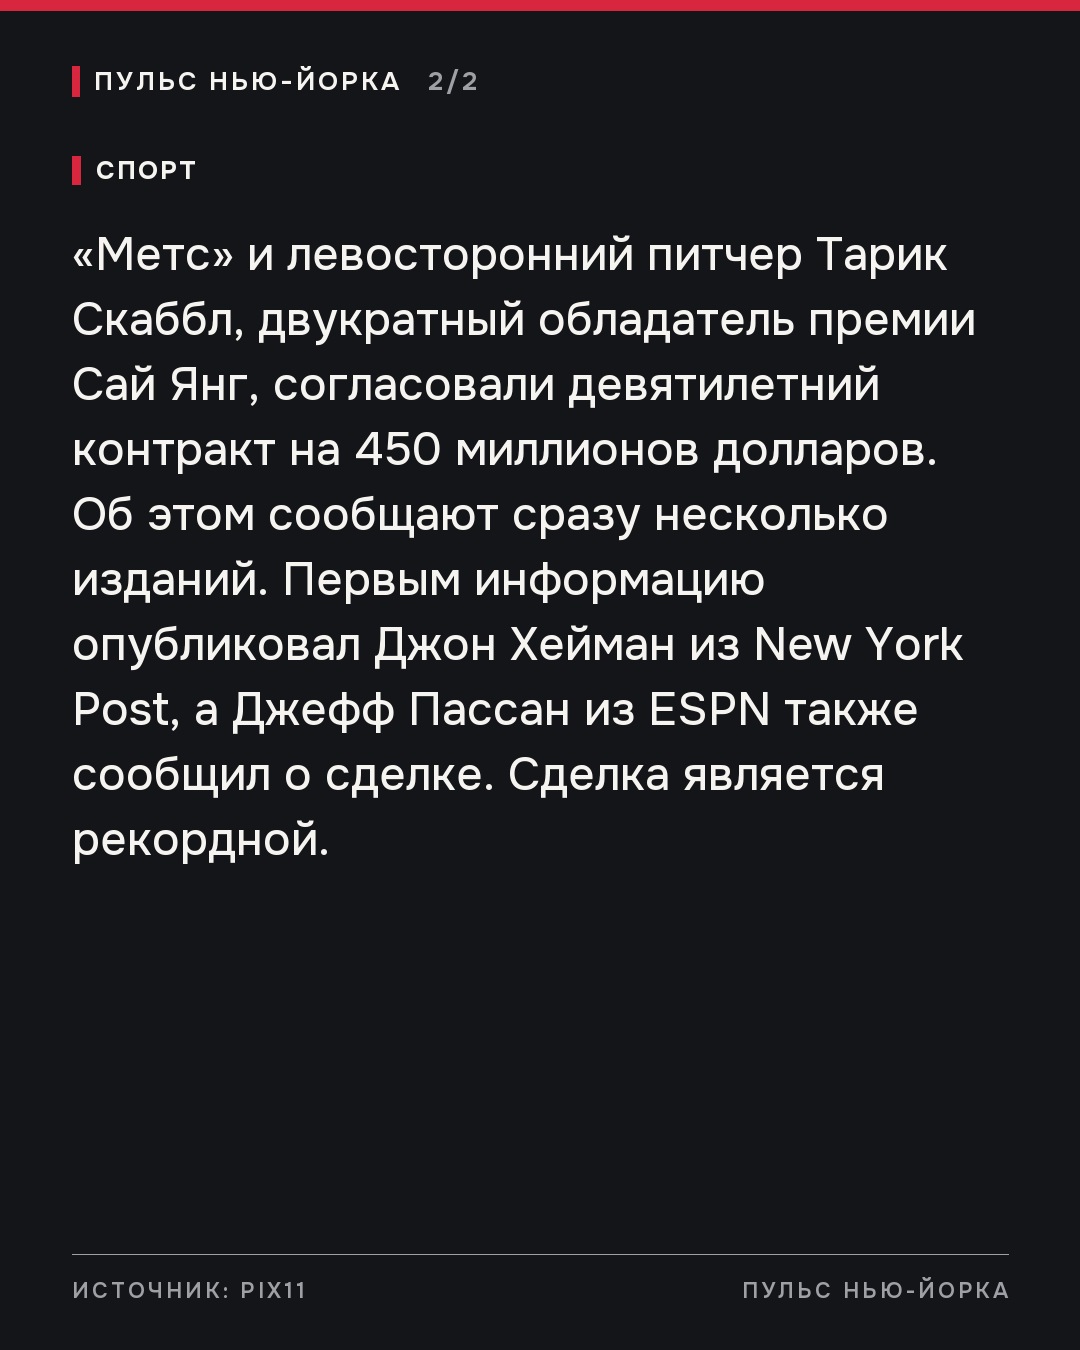 ПУЛЬС НЬЮ-ЙОРКА 2/2
СПОРТ
«Метс» и левосторонний питчер Тарик
Скаббл, двукратный обладатель премии
Сай Янг, согласовали девятилетний
контракт на 450 миллионов долларов.
Об этом сообщают сразу несколько
изданий. Первым информацию
опубликовал Джон Хейман из New York
Post, а Джефф Пассан из ESPN также
сообщил о сделке. Сделка является
рекордной.
ИСТОЧНИК: PIX11
ПУЛЬС НЬЮ-ЙОРКА